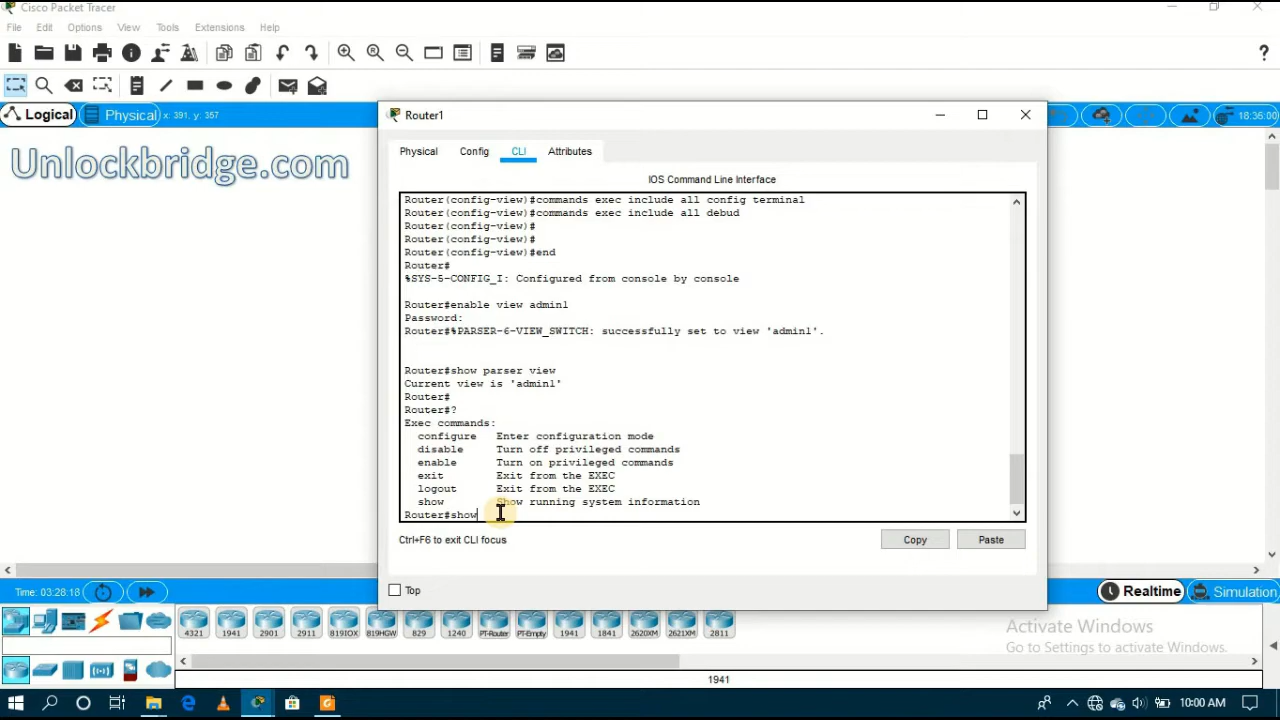 Cisco Packet Tracer
File Edit Options View Tools Extensions Help
Logical Physical x: 391, y: 357
18:36:00
Unlockbridge.com
Router1
Physical Config CLI Attributes
IOS Command Line Interface
Router(config-view)#commands exec include all config terminal
Router(config-view)#commands exec include all debud
Router(config-view)#
Router(config-view)#
Router(config-view)#end
Router#
%SYS-5-CONFIG_I: Configured from console by console
Router#enable view admin1
Password:
Router#%PARSER-6-VIEW_SWITCH: successfully set to view 'admin1'.
Router#show parser view
Current view is 'admin1'
Router#
Router#?
Exec commands:
configure Enter configuration mode
disable Turn off privileged commands
enable Turn on privileged commands
exit Exit from the EXEC
logout Exit from the EXEC
show Show running system information
Router#show
Ctrl+F6 to exit CLI focus
Copy Paste
Top
Time: 03:28:18
Realtime Simulation
4321 1941 2901 2911 819IOX 819HGW 829 1240 PT-Router PT-Empty 1941 1841 2620XM 2621XM 2811
Activate Windows
Go to Settings to activate Windows.
1941
10:00 AM